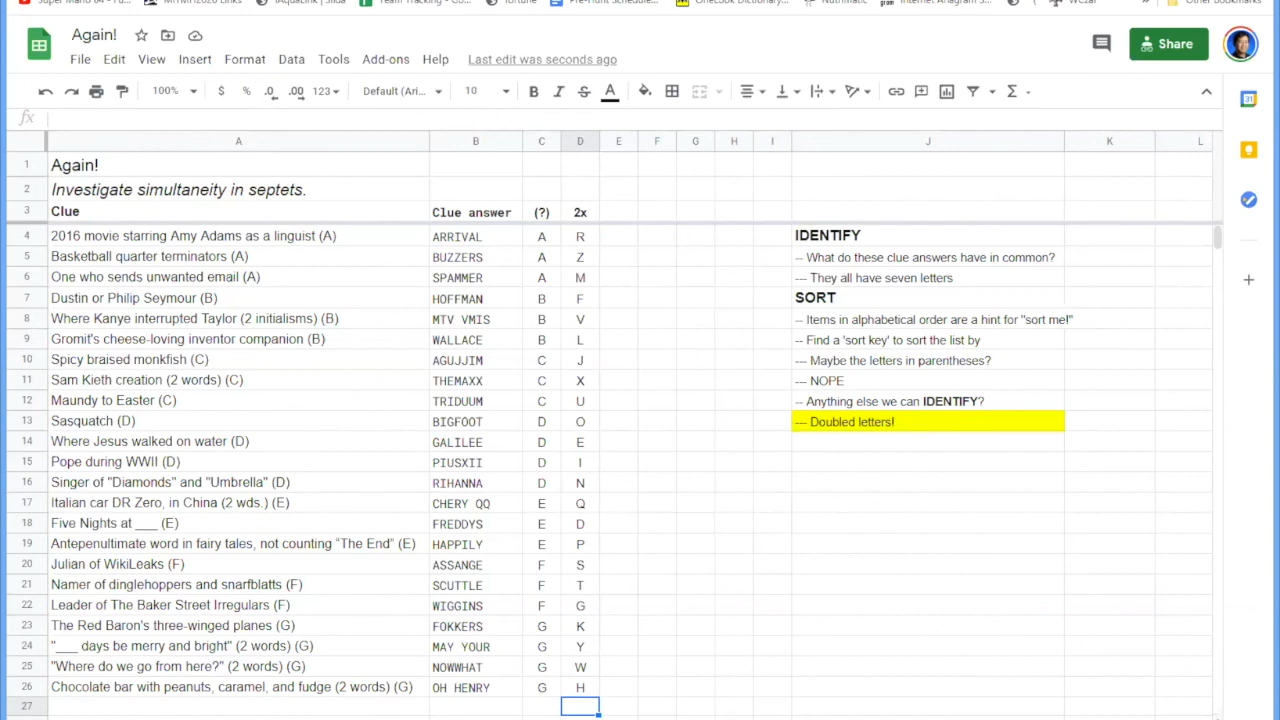 Again!
Share
File Edit View Insert Format Data Tools Add-ons Help Last edit was seconds ago
100% $ % .0 .00 123 Default (Ari... 10 B I S A Σ
fx
A B C D E F G H I J K L
1 Again!
2 Investigate simultaneity in septets.
3 Clue Clue answer (?) 2x
4 2016 movie starring Amy Adams as a linguist (A) ARRIVAL A R IDENTIFY
5 Basketball quarter terminators (A) BUZZERS A Z -- What do these clue answers have in common?
6 One who sends unwanted email (A) SPAMMER A M --- They all have seven letters
7 Dustin or Philip Seymour (B) HOFFMAN B F SORT
8 Where Kanye interrupted Taylor (2 initialisms) (B) MTV VMIS B V -- Items in alphabetical order are a hint for "sort me!"
9 Gromit's cheese-loving inventor companion (B) WALLACE B L -- Find a 'sort key' to sort the list by
10 Spicy braised monkfish (C) AGUJJIM C J --- Maybe the letters in parentheses?
11 Sam Kieth creation (2 words) (C) THEMAXX C X --- NOPE
12 Maundy to Easter (C) TRIDUUM C U -- Anything else we can IDENTIFY?
13 Sasquatch (D) BIGFOOT D O --- Doubled letters!
14 Where Jesus walked on water (D) GALILEE D E
15 Pope during WWII (D) PIUSXII D I
16 Singer of "Diamonds" and "Umbrella" (D) RIHANNA D N
17 Italian car DR Zero, in China (2 wds.) (E) CHERY QQ E Q
18 Five Nights at ___ (E) FREDDYS E D
19 Antepenultimate word in fairy tales, not counting “The End” (E) HAPPILY E P
20 Julian of WikiLeaks (F) ASSANGE F S
21 Namer of dinglehoppers and snarfblatts (F) SCUTTLE F T
22 Leader of The Baker Street Irregulars (F) WIGGINS F G
23 The Red Baron's three-winged planes (G) FOKKERS G K
24 "___ days be merry and bright" (2 words) (G) MAY YOUR G Y
25 "Where do we go from here?" (2 words) (G) NOWWHAT G W
26 Chocolate bar with peanuts, caramel, and fudge (2 words) (G) OH HENRY G H
27